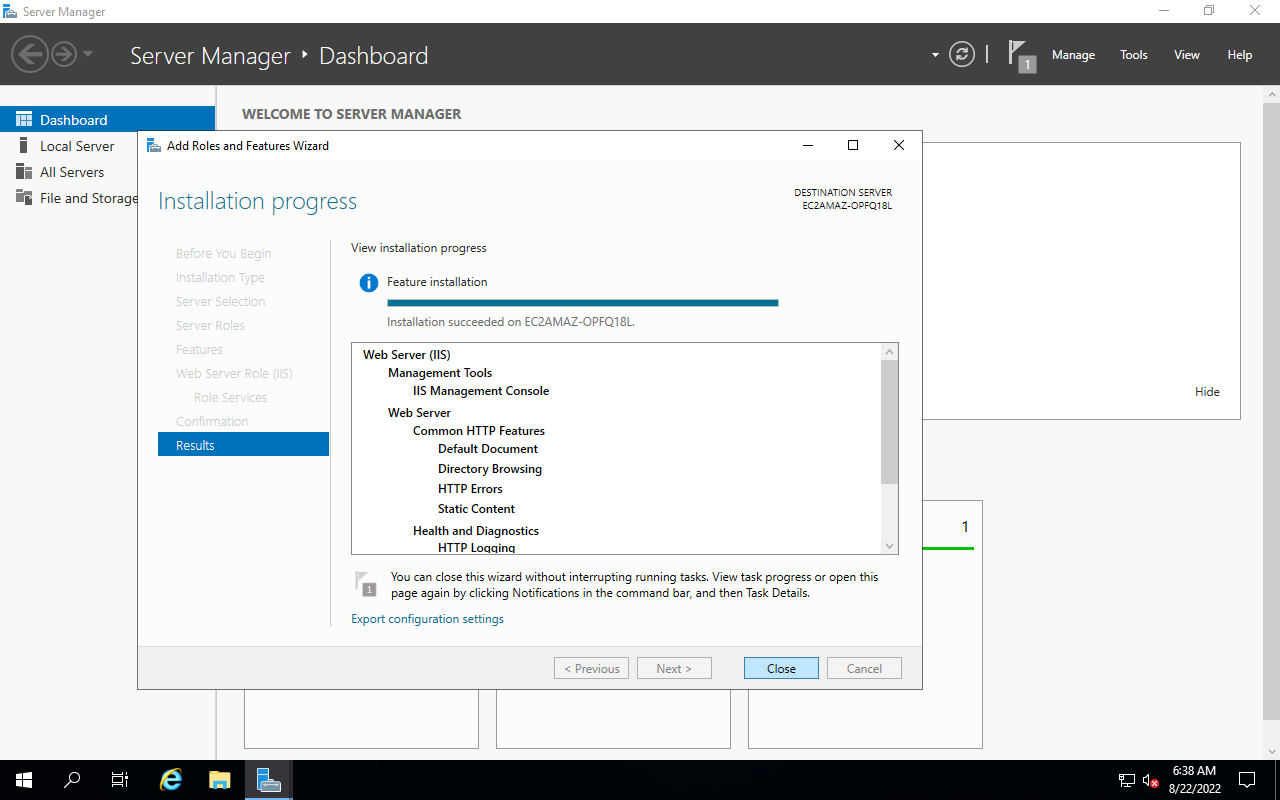 Server Manager
Server Manager
Dashboard
1
Manage
Tools
View
Help
Dashboard
Local Server
All Servers
File and Storage
WELCOME TO SERVER MANAGER
Hide
1
Add Roles and Features Wizard
Installation progress
DESTINATION SERVER
EC2AMAZ-OPFQ18L
Before You Begin
Installation Type
Server Selection
Server Roles
Features
Web Server Role (IIS)
Role Services
Confirmation
Results
View installation progress
Feature installation
Installation succeeded on EC2AMAZ-OPFQ18L.
Web Server (IIS)
Management Tools
IIS Management Console
Web Server
Common HTTP Features
Default Document
Directory Browsing
HTTP Errors
Static Content
Health and Diagnostics
HTTP Logging
1
You can close this wizard without interrupting running tasks. View task progress or open this
page again by clicking Notifications in the command bar, and then Task Details.
Export configuration settings
< Previous
Next >
Close
Cancel
6:38 AM
8/22/2022